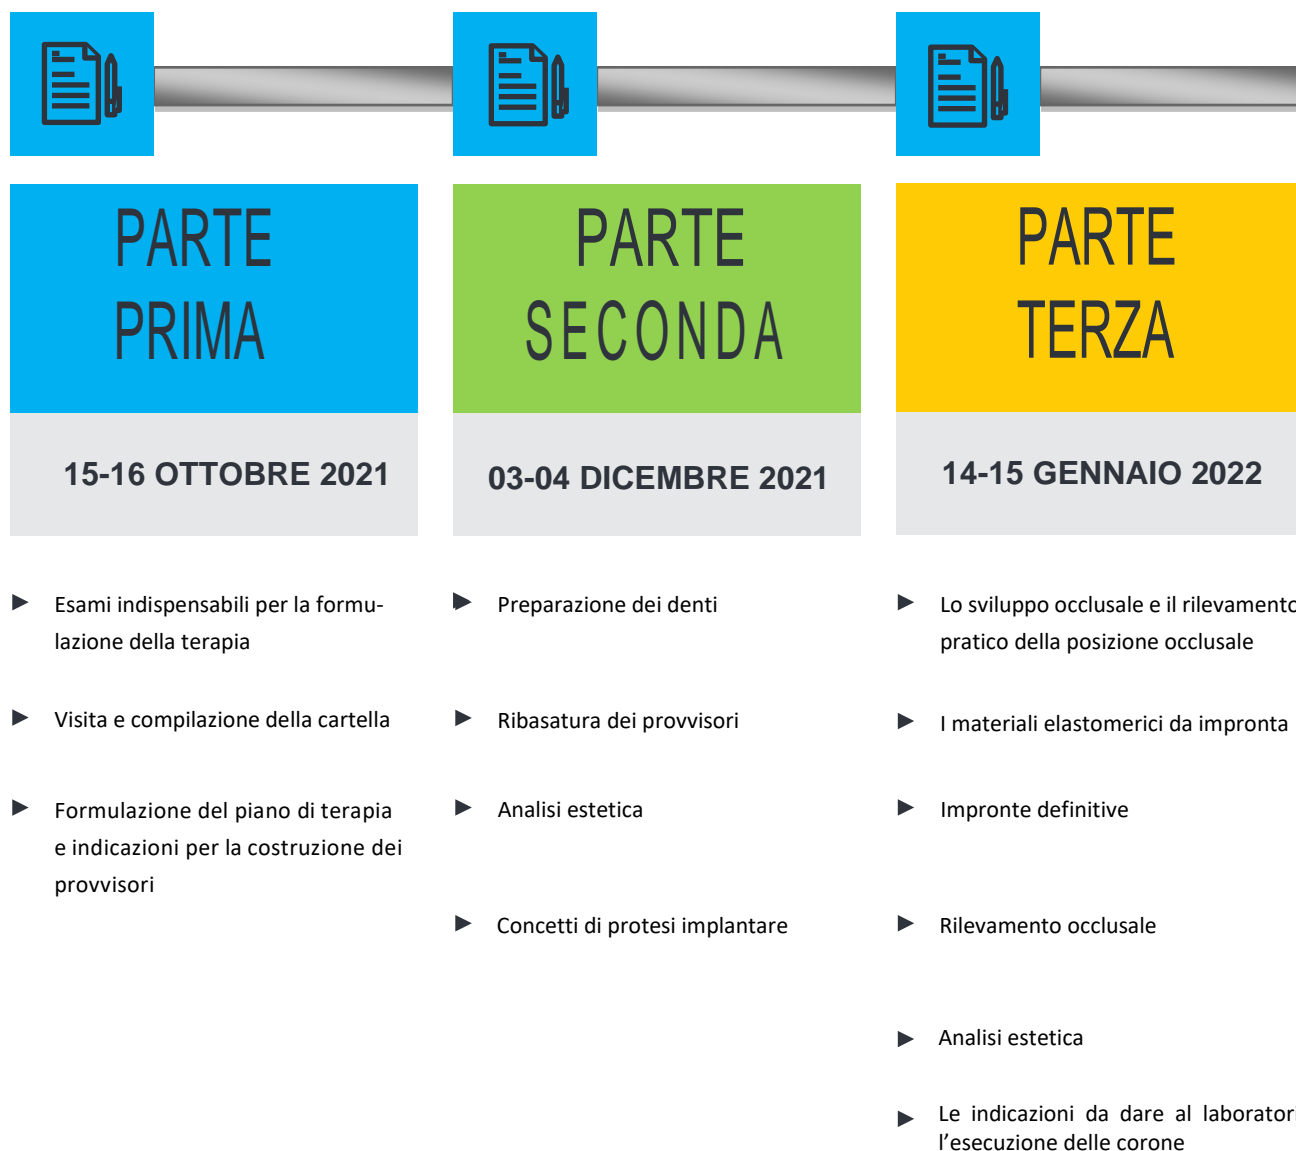 PARTE
PRIMA
15-16 OTTOBRE 2021
Esami indispensabili per la formu-
lazione della terapia
Visita e compilazione della cartella
Formulazione del piano di terapia
e indicazioni per la costruzione dei
provvisori
PARTE
SECONDA
03-04 DICEMBRE 2021
Preparazione dei denti
Ribasatura dei provvisori
Analisi estetica
Concetti di protesi implantare
PARTE
TERZA
14-15 GENNAIO 2022
Lo sviluppo occlusale e il rilevamento
pratico della posizione occlusale
I materiali elastomerici da impronta
Impronte definitive
Rilevamento occlusale
Analisi estetica
Le indicazioni da dare al laboratori
l’esecuzione delle corone